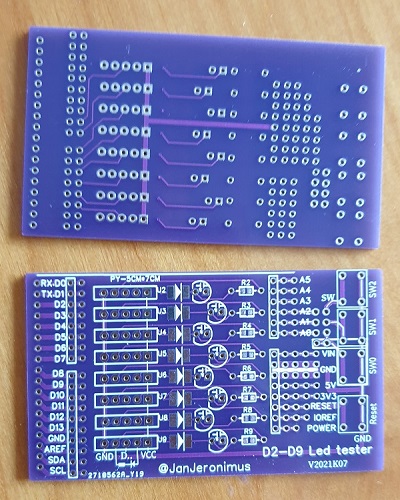 PY-5CM*7CM
RX-D0
TX-D1
D2
D3
D4
D5
D6
D7
D8
D9
D10
D11
D12
D13
GND
AREF
SDA
SCL
J2
J3
J4
J5
J6
J7
J8
J9
R2
R3
R4
R5
R6
R7
R8
R9
A5
A4
A3
A2
A1
A0
SW
VIN
GND
5V
3V3
RESET
IOREF
POWER
SW2
SW1
SW0
Reset
GND
GND D.. VCC
D2-D9 Led tester
@JanJeronimus
V2021K07
2718562A_Y19